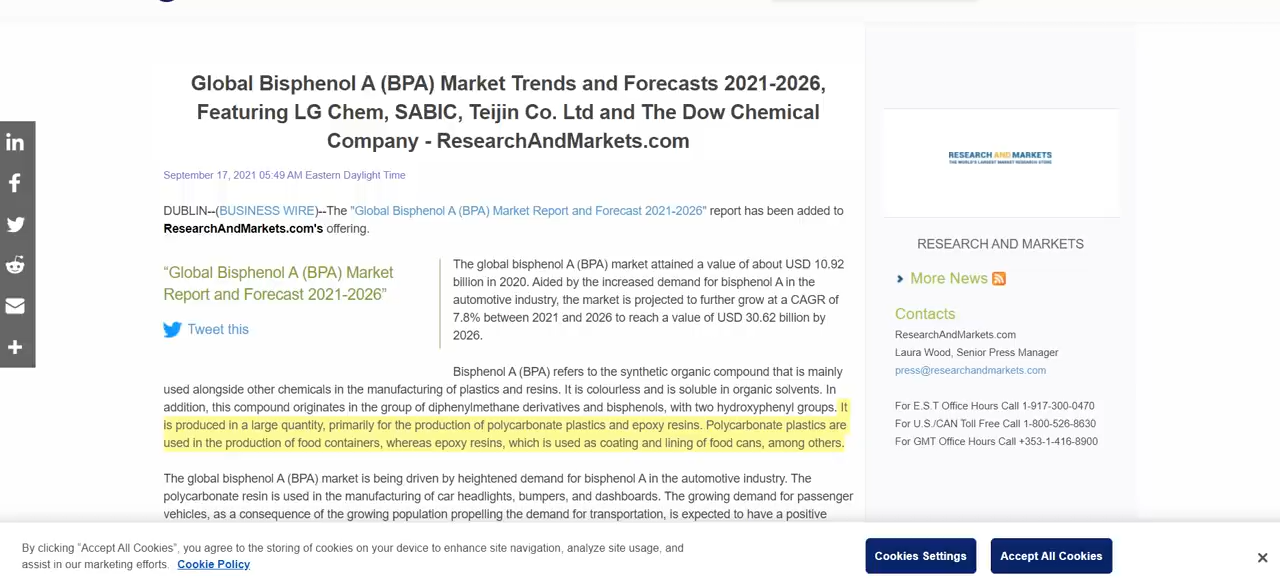 Global Bisphenol A (BPA) Market Trends and Forecasts 2021-2026,
Featuring LG Chem, SABIC, Teijin Co. Ltd and The Dow Chemical
Company - ResearchAndMarkets.com
September 17, 2021 05:49 AM Eastern Daylight Time
DUBLIN--(BUSINESS WIRE)--The "Global Bisphenol A (BPA) Market Report and Forecast 2021-2026" report has been added to
ResearchAndMarkets.com's offering.
“Global Bisphenol A (BPA) Market
Report and Forecast 2021-2026”
Tweet this
The global bisphenol A (BPA) market attained a value of about USD 10.92
billion in 2020. Aided by the increased demand for bisphenol A in the
automotive industry, the market is projected to further grow at a CAGR of
7.8% between 2021 and 2026 to reach a value of USD 30.62 billion by
2026.
Bisphenol A (BPA) refers to the synthetic organic compound that is mainly
used alongside other chemicals in the manufacturing of plastics and resins. It is colourless and is soluble in organic solvents. In
addition, this compound originates in the group of diphenylmethane derivatives and bisphenols, with two hydroxyphenyl groups. It
is produced in a large quantity, primarily for the production of polycarbonate plastics and epoxy resins. Polycarbonate plastics are
used in the production of food containers, whereas epoxy resins, which is used as coating and lining of food cans, among others.
The global bisphenol A (BPA) market is being driven by heightened demand for bisphenol A in the automotive industry. The
polycarbonate resin is used in the manufacturing of car headlights, bumpers, and dashboards. The growing demand for passenger
vehicles, as a consequence of the growing population propelling the demand for transportation, is expected to have a positive
RESEARCH AND MARKETS
THE WORLD'S LARGEST MARKET RESEARCH STORE
RESEARCH AND MARKETS
More News
Contacts
ResearchAndMarkets.com
Laura Wood, Senior Press Manager
press@researchandmarkets.com
For E.S.T Office Hours Call 1-917-300-0470
For U.S./CAN Toll Free Call 1-800-526-8630
For GMT Office Hours Call +353-1-416-8900
By clicking “Accept All Cookies”, you agree to the storing of cookies on your device to enhance site navigation, analyze site usage, and
assist in our marketing efforts. Cookie Policy
Cookies Settings
Accept All Cookies